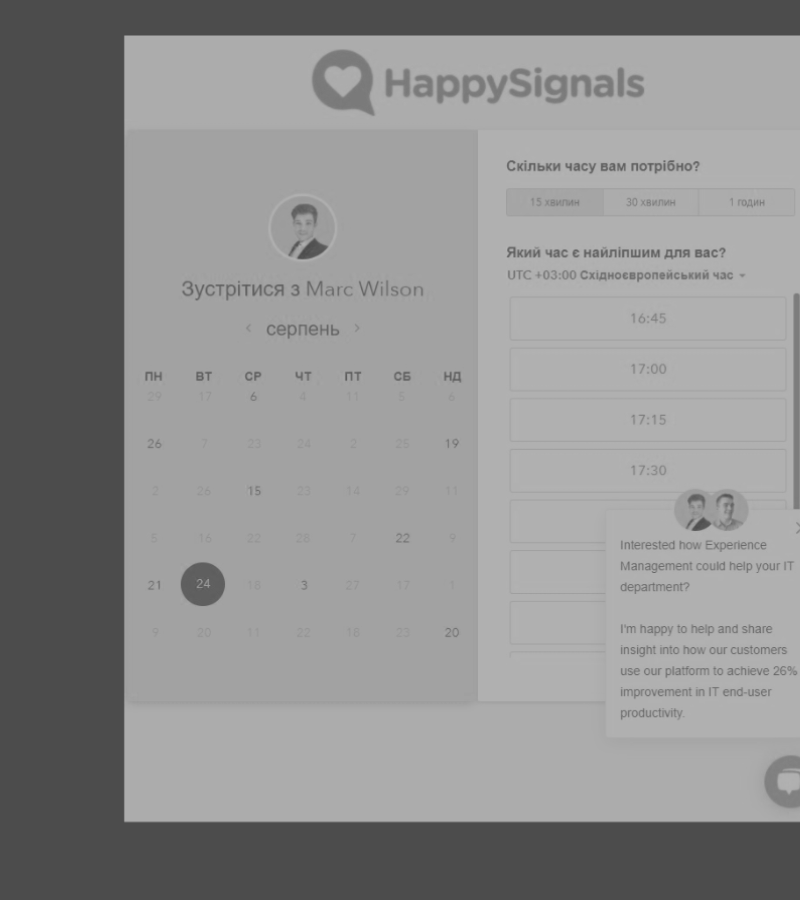 HappySignals
Зустрітися з Marc Wilson
серпень
ПН ВТ СР ЧТ ПТ СБ НД
29 17 6 4 11 5 6
26 7 23 24 2 25 19
2 26 15 23 14 29 11
5 16 22 26 7 22 9
21 24 18 3 27 17 1
9 20 11 22 18 23 20
Скільки часу вам потрібно?
15 хвилин 30 хвилин 1 годин
Який час є найліпшим для вас?
UTC +03:00 Східноєвропейський час
16:45
17:00
17:15
17:30
Interested how Experience
Management could help your IT
department?
I'm happy to help and share
insight into how our customers
use our platform to achieve 26%
improvement in IT end-user
productivity.